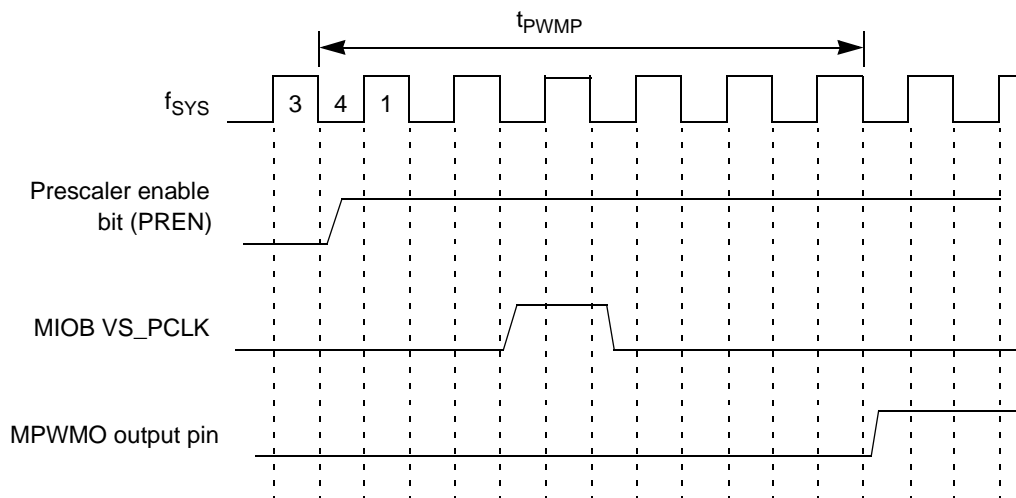 tPWMP
fSYS
3 4 1
Prescaler enable
bit (PREN)
MIOB VS_PCLK
MPWMO output pin